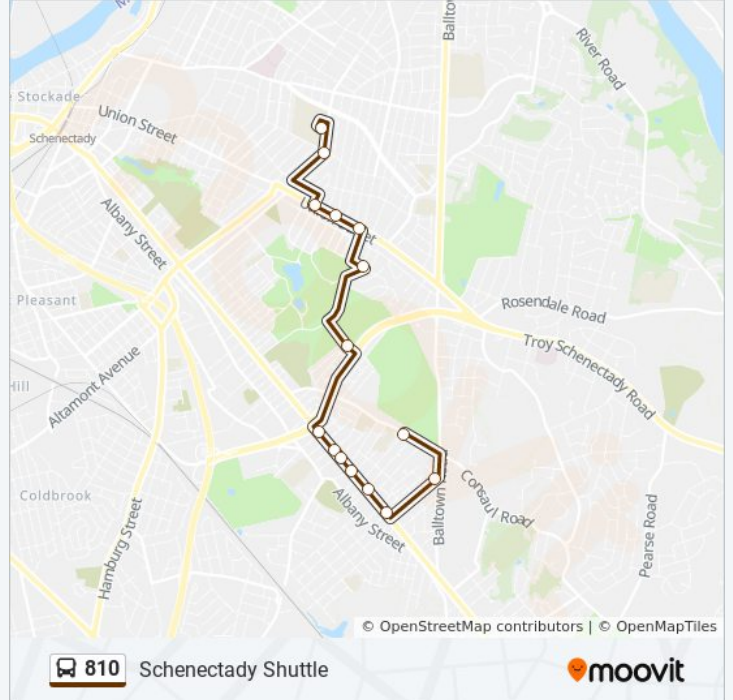 Ballto
River Road
e Stockade
Union Street
Schenectady
Albany Street
Pleasant
Rosendale Road
Troy Schenectady Road
Hill
Altamont Avenue
Coldbrook
Consaul Road
Albany Street
Balltown
Hamburg Street
Pearse Road
© OpenStreetMap contributors | © OpenMapTiles
810 Schenectady Shuttle
moovit